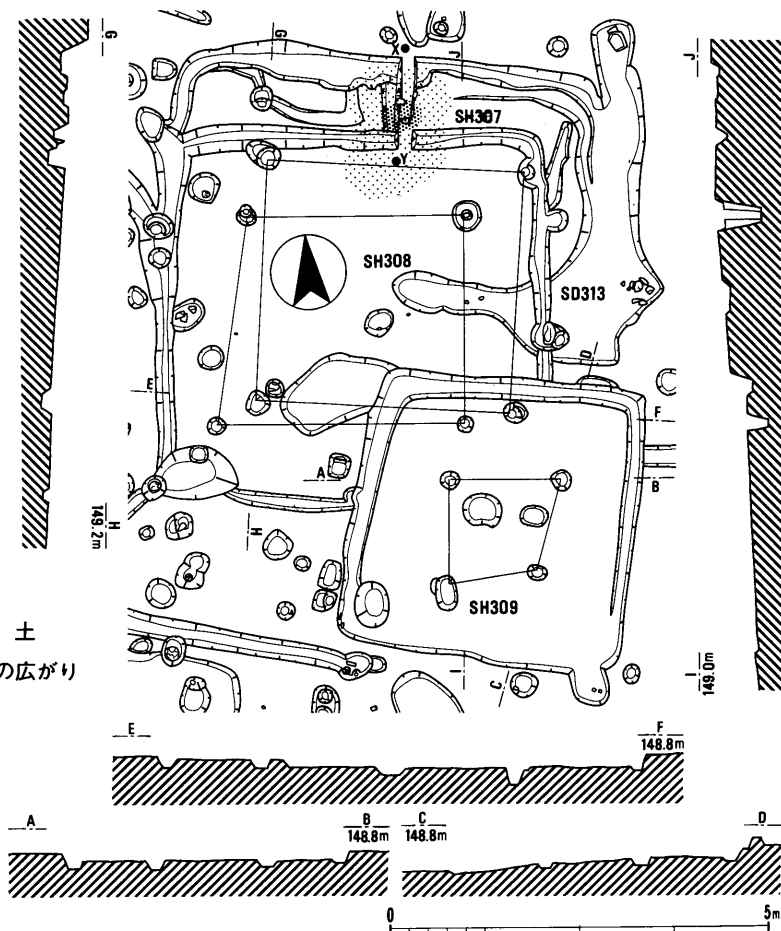 G
G
X
J
J
SH307
Y
SH308
SD313
D
E
F
A
B
H
149.2m
H
SH309
土
の広がり
I
C
I
149.0m
E
F
148.8m
A
B
148.8m
C
148.8m
D
0
5m